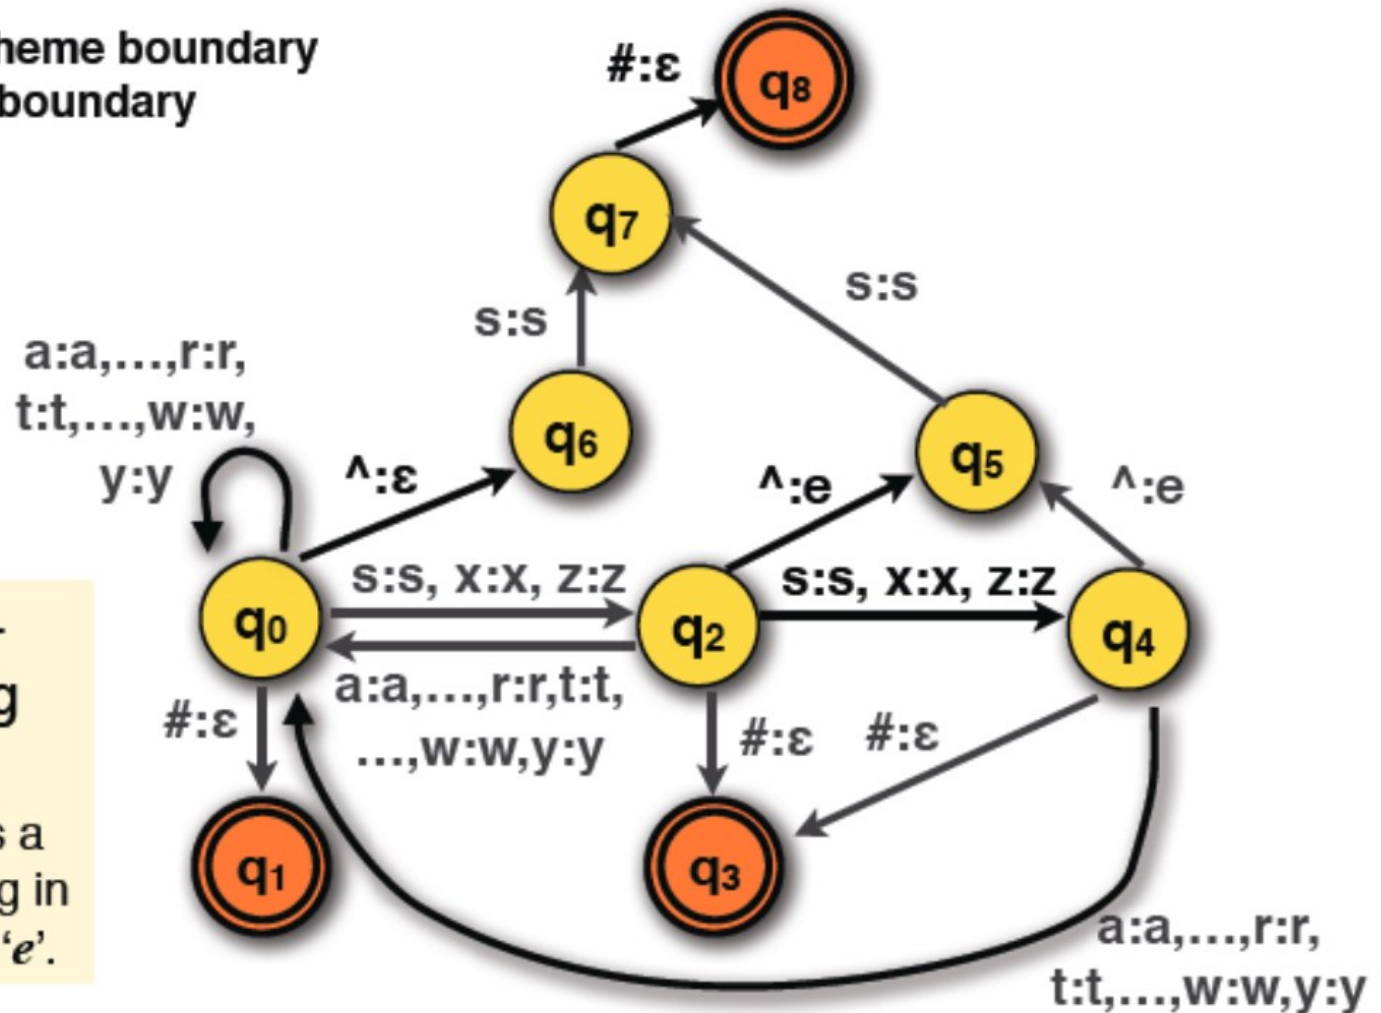 heme boundary
boundary
#:ε
q8
q7
s:s
s:s
a:a,...,r:r,
t:t,...,w:w,
y:y
^:ε
q6
^:e
q5
^:e
s:s, x:x, z:z
s:s, x:x, z:z
q0
q2
q4
a:a,...,r:r,t:t,
...,w:w,y:y
#:ε
#:ε
#:ε
g
s a
g in
‘e’.
q1
q3
a:a,...,r:r,
t:t,...,w:w,y:y